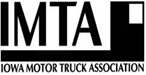 IMTA
IOWA MOTOR TRUCK ASSOCIATION